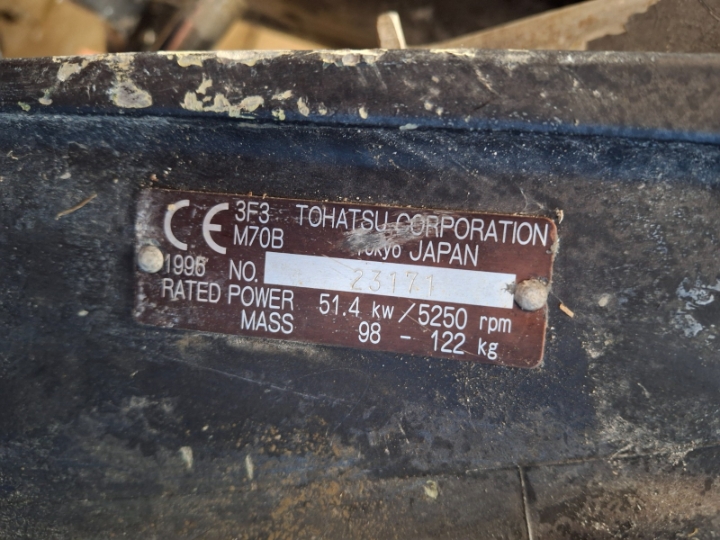 CE 3F3 TOHATSU CORPORATION
M70B Tokyo JAPAN
1996 NO. 23171
RATED POWER 51.4 kw/5250 rpm
MASS 98 - 122 kg